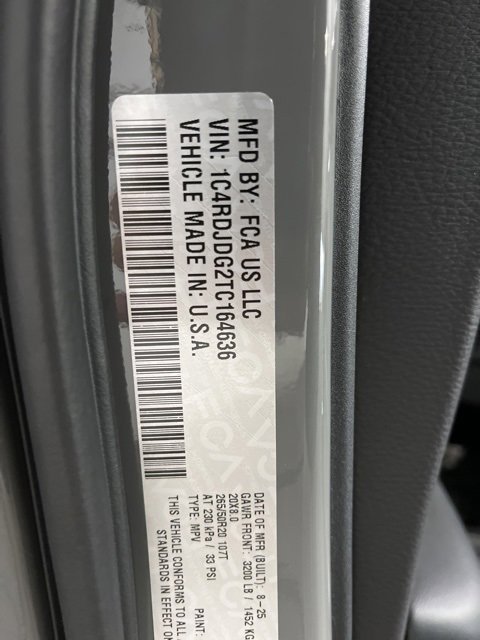 MFD BY: FCA US LLC
VIN: 1C4RDJDG2TC164636
VEHICLE MADE IN: U.S.A.
DATE OF MFR (BUILT): 8-25
GAWR FRONT: 3200 LB / 1452 KG
20X8.0
265/50R20 107T
AT 230 kPa / 33 PSI
TYPE: MPV
PAINT:
THIS VEHICLE CONFORMS TO
STANDARDS IN EFFECT ON